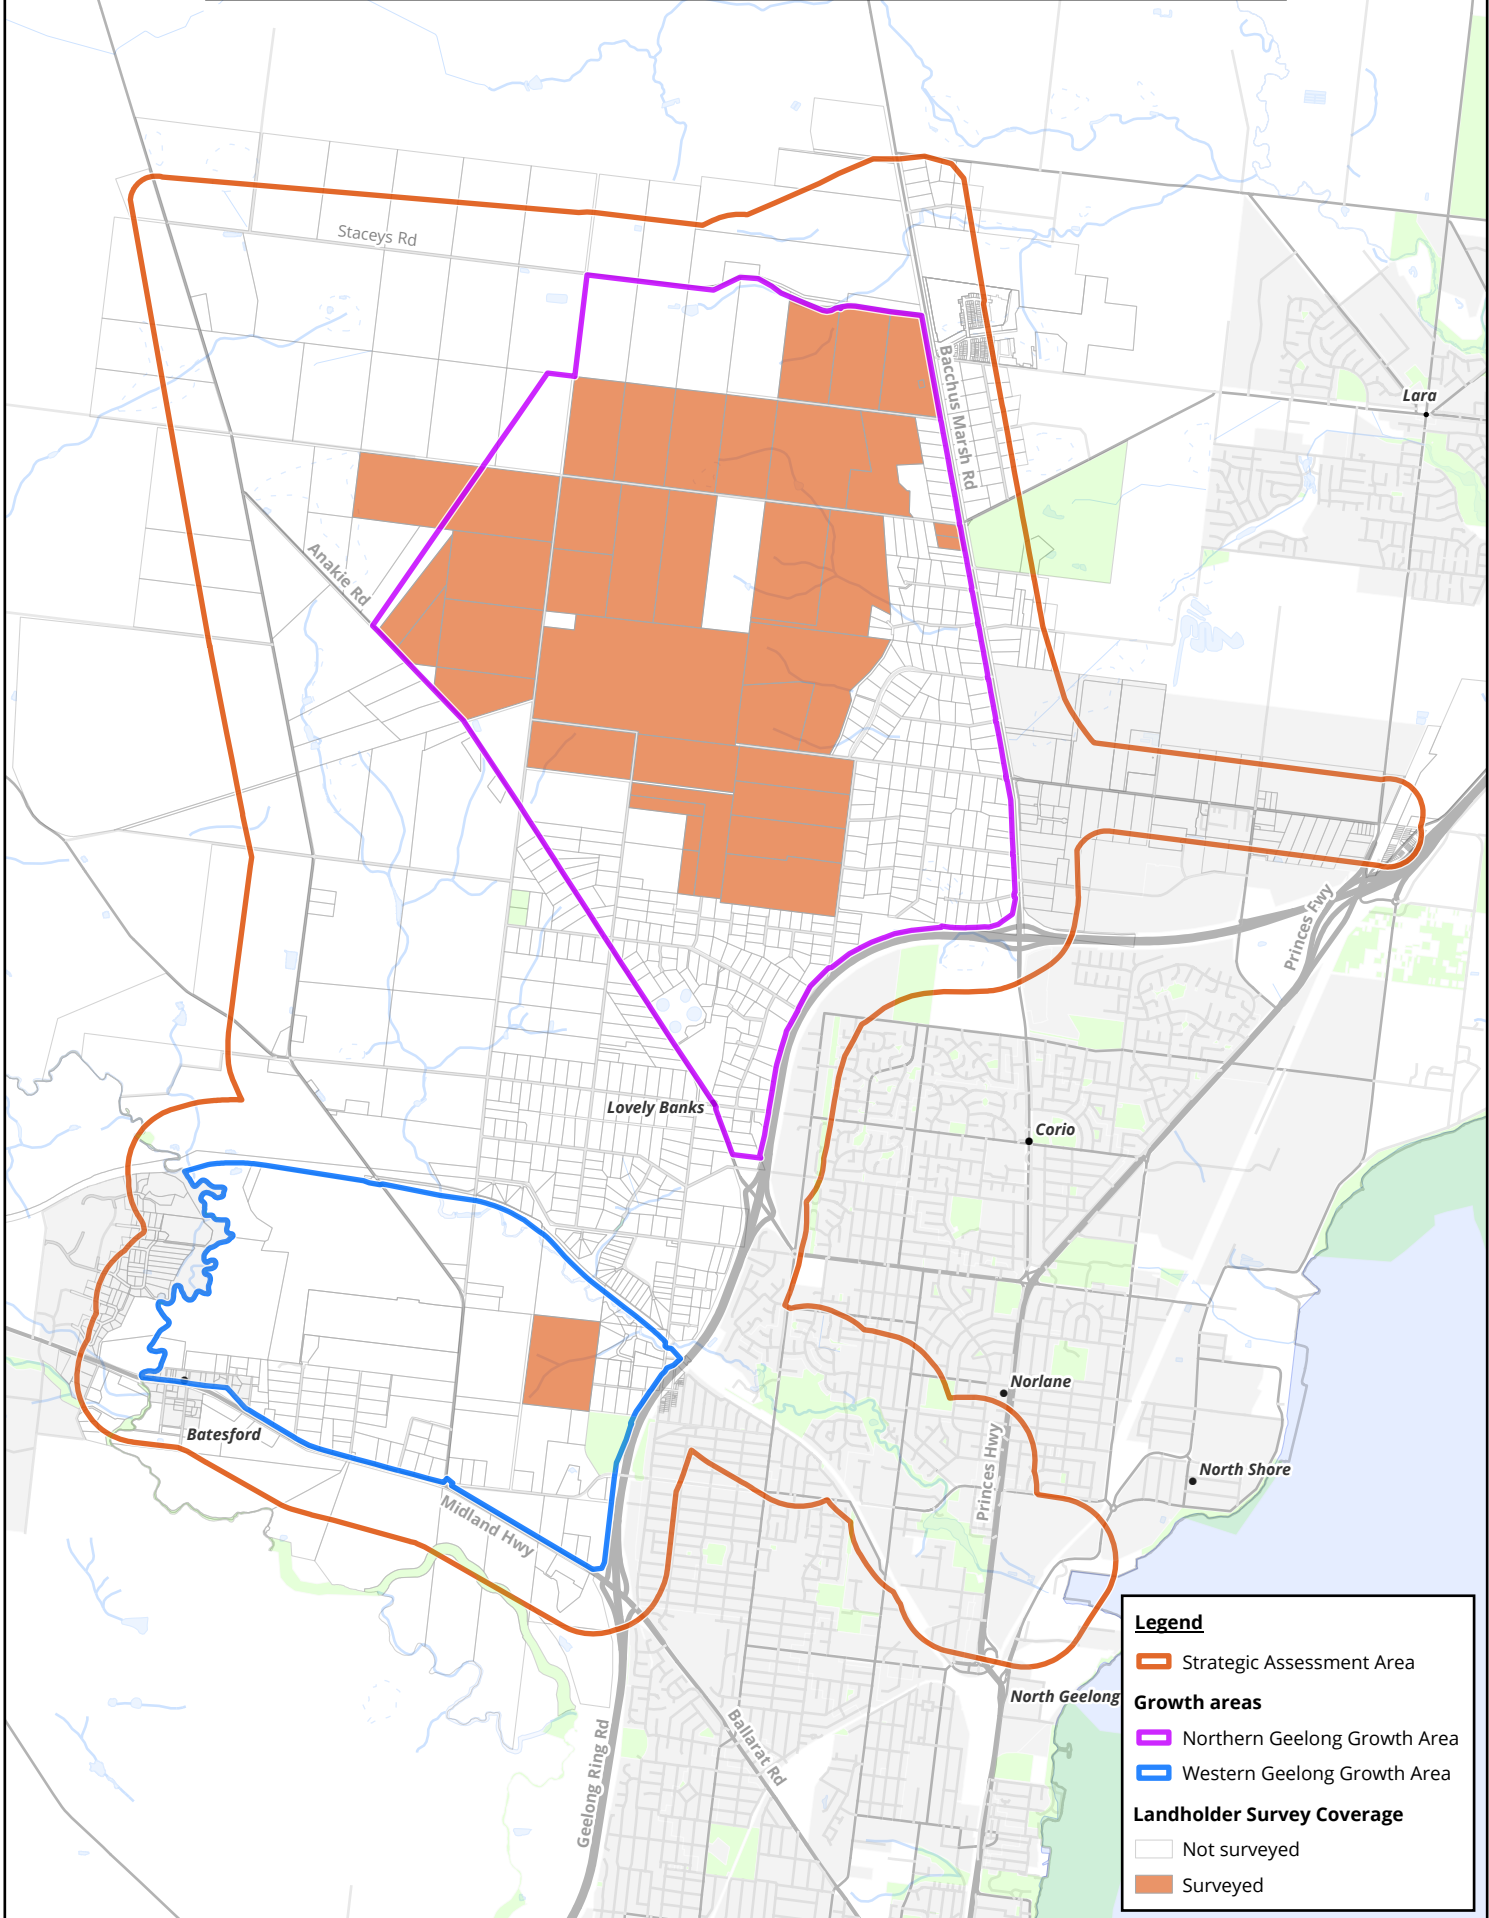 Staceys Rd
Bacchus Marsh Rd
Lara
Anakie Rd
Princes Fwy
Lovely Banks
Corio
Norlane
Batesford
Princes Hwy
North Shore
Midland Hwy
North Geelong
Ballarat Rd
Geelong Ring Rd
Legend
Strategic Assessment Area
Growth areas
Northern Geelong Growth Area
Western Geelong Growth Area
Landholder Survey Coverage
Not surveyed
Surveyed